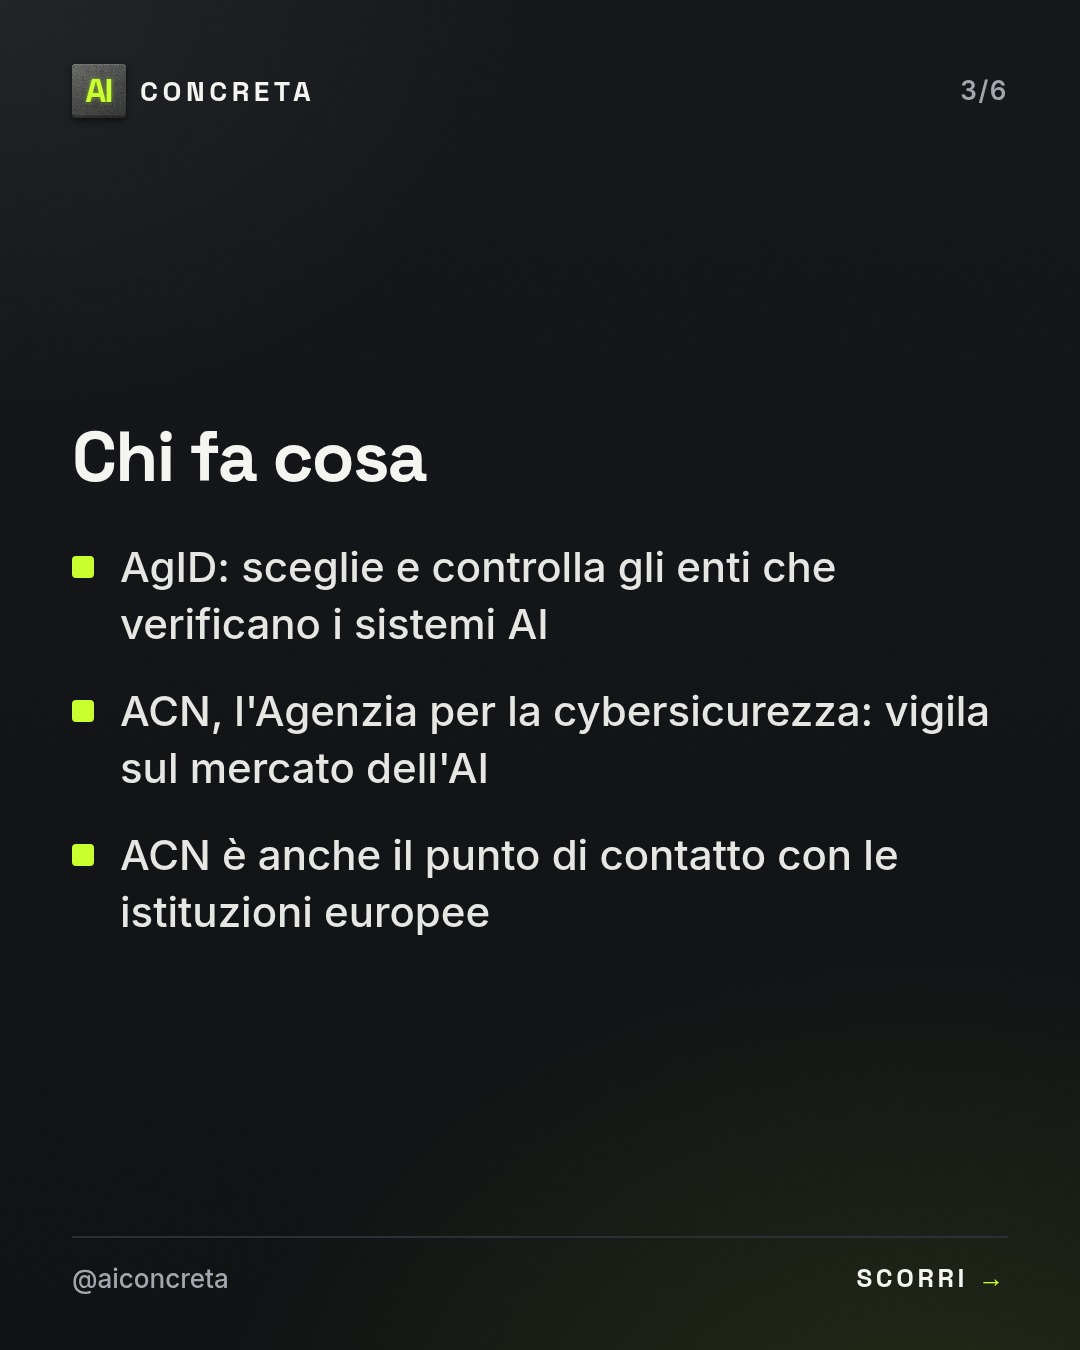 AI CONCRETA
3/6
Chi fa cosa
AgID: sceglie e controlla gli enti che
verificano i sistemi AI
ACN, l'Agenzia per la cybersicurezza: vigila
sul mercato dell'AI
ACN è anche il punto di contatto con le
istituzioni europee
@aiconcreta
SCORRI →